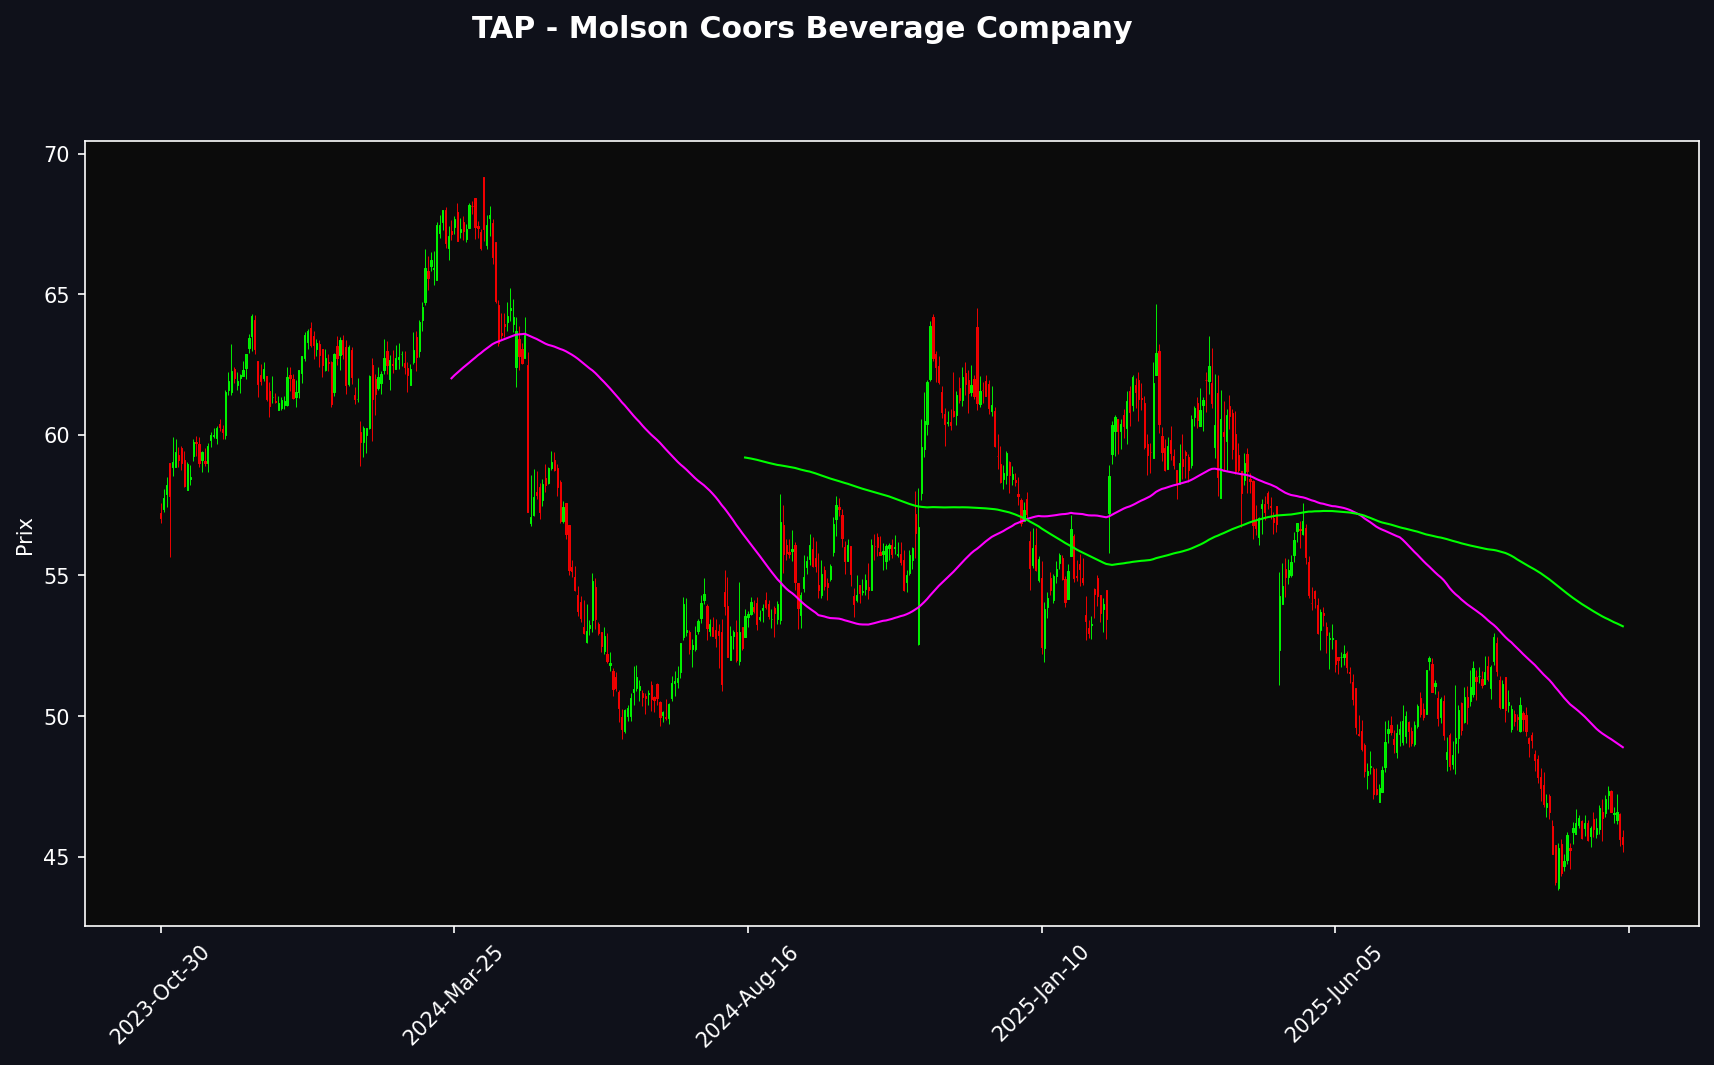 TAP - Molson Coors Beverage Company
Prix
70
65
60
55
50
45
2023-Oct-30
2024-Mar-25
2024-Aug-16
2025-Jan-10
2025-Jun-05